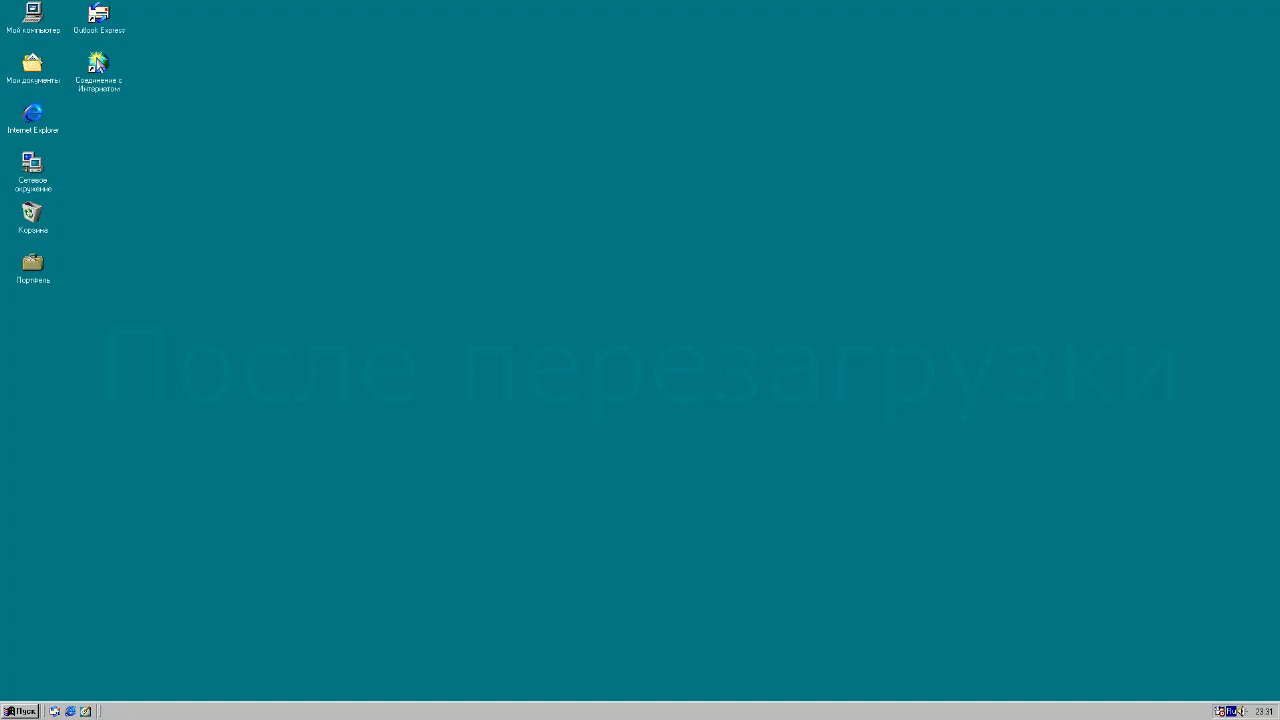 Мой компьютер
Outlook Express
Мои документы
Соединение с
Интернетом
Internet Explorer
Сетевое
окружение
Корзина
Портфель
После перезагрузки
Пуск
Ru
23:31